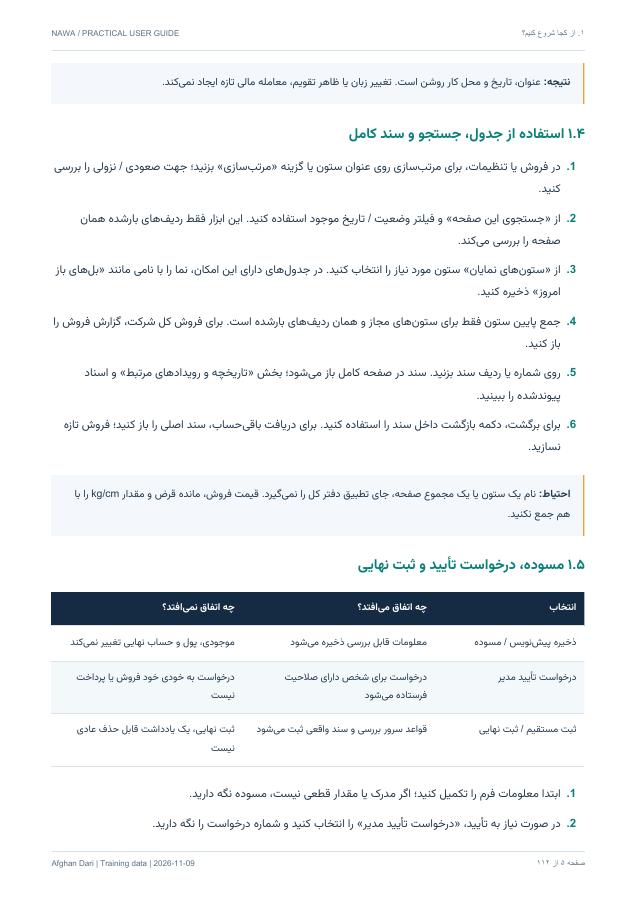 NAWA / PRACTICAL USER GUIDE
۱. از کجا شروع کنیم؟
نتیجه: عنوان، تاریخ و محل کار روشن است. تغییر زبان یا ظاهر تقویم، معامله مالی تازه ایجاد نمی‌کند.
۱.۴ استفاده از جدول، جستجو و سند کامل
1. در فروش یا تنظیمات، برای مرتب‌سازی روی عنوان ستون یا گزینه «مرتب‌سازی» بزنید؛ جهت صعودی / نزولی را بررسی
کنید.
2. از «جستجوی این صفحه» و فیلتر وضعیت / تاریخ موجود استفاده کنید. این ابزار فقط ردیف‌های بارشده همان
صفحه را بررسی می‌کند.
3. از «ستون‌های نمایان» ستون مورد نیاز را انتخاب کنید. در جدول‌های دارای این امکان، نما را با نامی مانند «بل‌های باز
امروز» ذخیره کنید.
4. جمع پایین ستون فقط برای ستون‌های مجاز و همان ردیف‌های بارشده است. برای فروش کل شرکت، گزارش فروش را
باز کنید.
5. روی شماره یا ردیف سند بزنید. سند در صفحه کامل باز می‌شود؛ بخش «تاریخچه و رویدادهای مرتبط» و اسناد
پیوندشده را ببینید.
6. برای برگشت، دکمه بازگشت داخل سند را استفاده کنید. برای دریافت باقی‌حساب، سند اصلی را باز کنید؛ فروش تازه
نسازید.
احتیاط: نام یک ستون یا یک مجموع صفحه، جای تطبیق دفتر کل را نمی‌گیرد. قیمت فروش، مانده قرض و مقدار kg/cm را با
هم جمع نکنید.
۱.۵ مسوده، درخواست تأیید و ثبت نهایی
انتخاب چه اتفاق می‌افتد؟ چه اتفاق نمی‌افتد؟
ذخیره پیش‌نویس / مسوده معلومات قابل بررسی ذخیره می‌شود موجودی، پول و حساب نهایی تغییر نمی‌کند
درخواست تأیید مدیر درخواست برای شخص دارای صلاحیت درخواست به خودی خود فروش یا پرداخت
فرستاده می‌شود نیست
ثبت مستقیم / ثبت نهایی قواعد سرور بررسی و سند واقعی ثبت می‌شود ثبت نهایی، یک یادداشت قابل حذف عادی
نیست
1. ابتدا معلومات فرم را تکمیل کنید؛ اگر مدرک یا مقدار قطعی نیست، مسوده نگه دارید.
2. در صورت نیاز به تأیید، «درخواست تأیید مدیر» را انتخاب کنید و شماره درخواست را نگه دارید.
Afghan Dari | Training data | 2026-11-09
صفحه ۵ از ۱۱۲